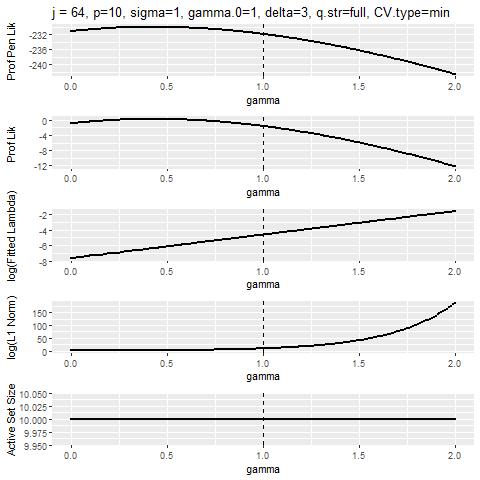 j = 64, p=10, sigma=1, gamma.0=1, delta=3, q.str=full, CV.type=min
Prof Pen Lik
-232
-236
-240
0.0 0.5 1.0 1.5 2.0
gamma
Prof Lik
0
-4
-8
-12
0.0 0.5 1.0 1.5 2.0
gamma
log(Fitted Lambda)
-2
-4
-6
-8
0.0 0.5 1.0 1.5 2.0
gamma
log(L1 Norm)
150
100
50
0
0.0 0.5 1.0 1.5 2.0
gamma
Active Set Size
10.050
10.025
10.000
9.975
9.950
0.0 0.5 1.0 1.5 2.0
gamma